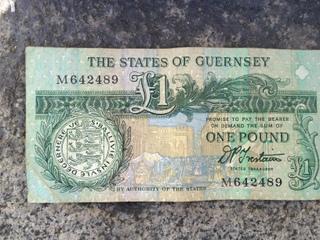 THE STATES OF GUERNSEY
M642489
£1
PROMISE TO PAY THE BEARER
ON DEMAND THE SUM OF
ONE POUND
STATES TREASURER
£1
M642489
BY AUTHORITY OF THE STATES